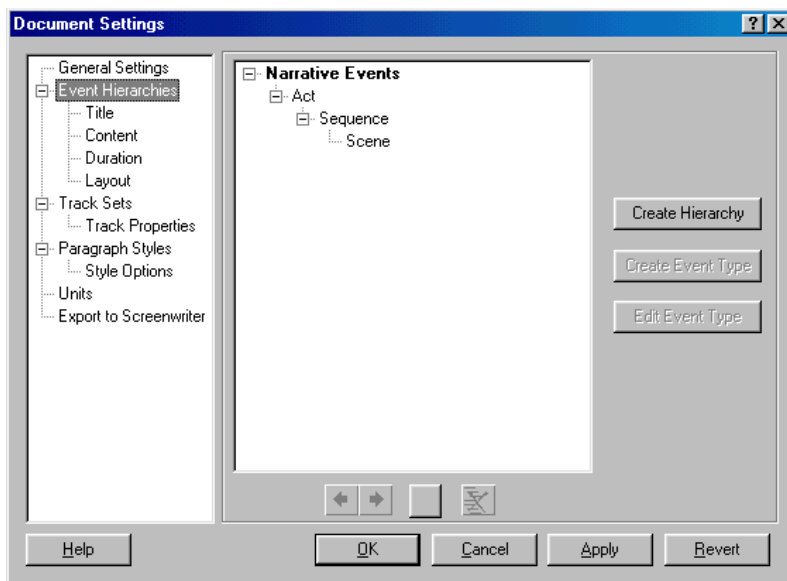 Document Settings
General Settings
Event Hierarchies
Title
Content
Duration
Layout
Track Sets
Track Properties
Paragraph Styles
Style Options
Units
Export to Screenwriter
Narrative Events
Act
Sequence
Scene
Create Hierarchy
Create Event Type
Edit Event Type
Help
OK
Cancel
Apply
Revert